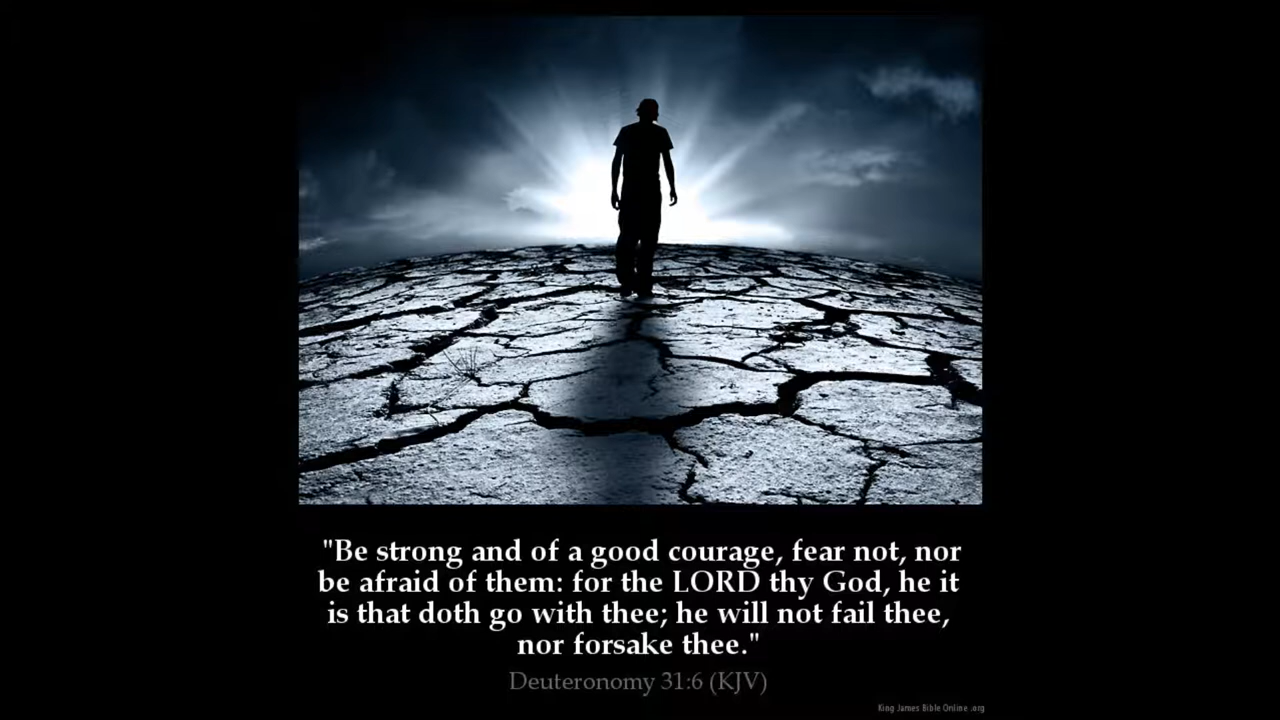 "Be strong and of a good courage, fear not, nor
be afraid of them: for the LORD thy God, he it
is that doth go with thee; he will not fail thee,
nor forsake thee."
Deuteronomy 31:6 (KJV)
King James Bible Online .org